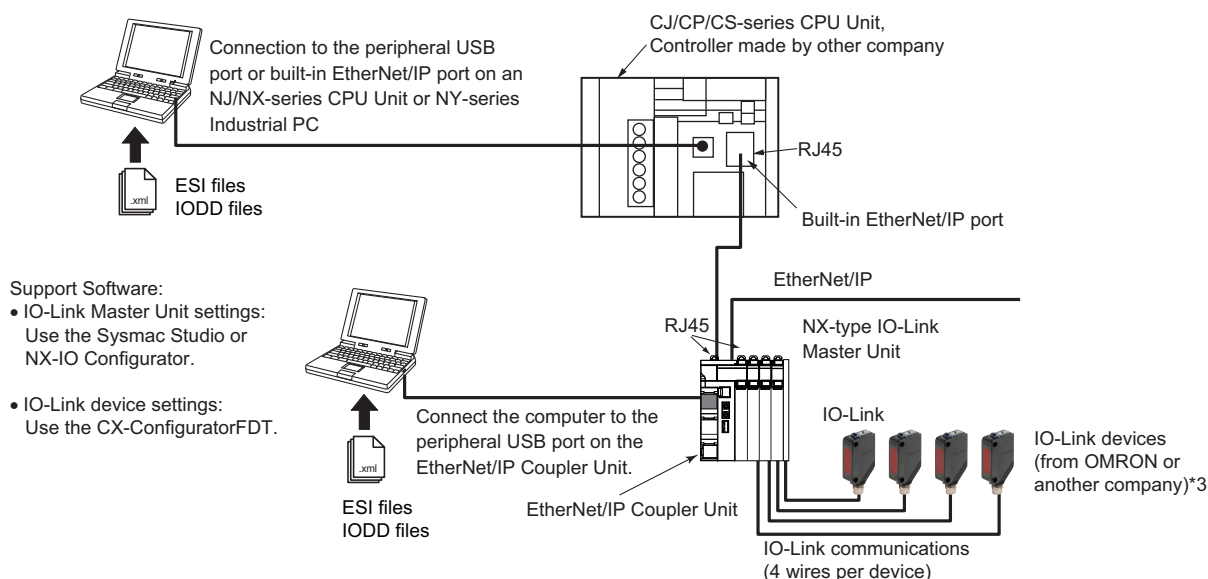 CJ/CP/CS-series CPU Unit,
Controller made by other company
Connection to the peripheral USB
port or built-in EtherNet/IP port on an
NJ/NX-series CPU Unit or NY-series
Industrial PC
RJ45
.xml
ESI files
IODD files
Built-in EtherNet/IP port
EtherNet/IP
Support Software:
• IO-Link Master Unit settings:
Use the Sysmac Studio or
NX-IO Configurator.
• IO-Link device settings:
Use the CX-ConfiguratorFDT.
RJ45
NX-type IO-Link
Master Unit
Connect the computer to the
peripheral USB port on the
EtherNet/IP Coupler Unit.
IO-Link
IO-Link devices
(from OMRON or
another company)*3
.xml
ESI files
IODD files
EtherNet/IP Coupler Unit
IO-Link communications
(4 wires per device)